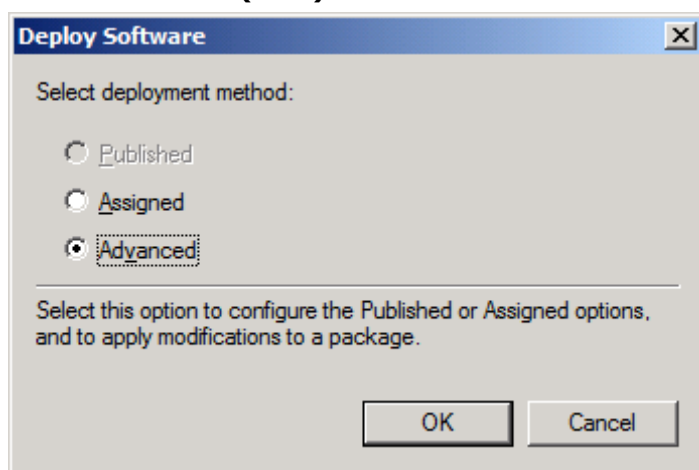 Deploy Software
Select deployment method:
Published
Assigned
Advanced
Select this option to configure the Published or Assigned options,
and to apply modifications to a package.
OK Cancel